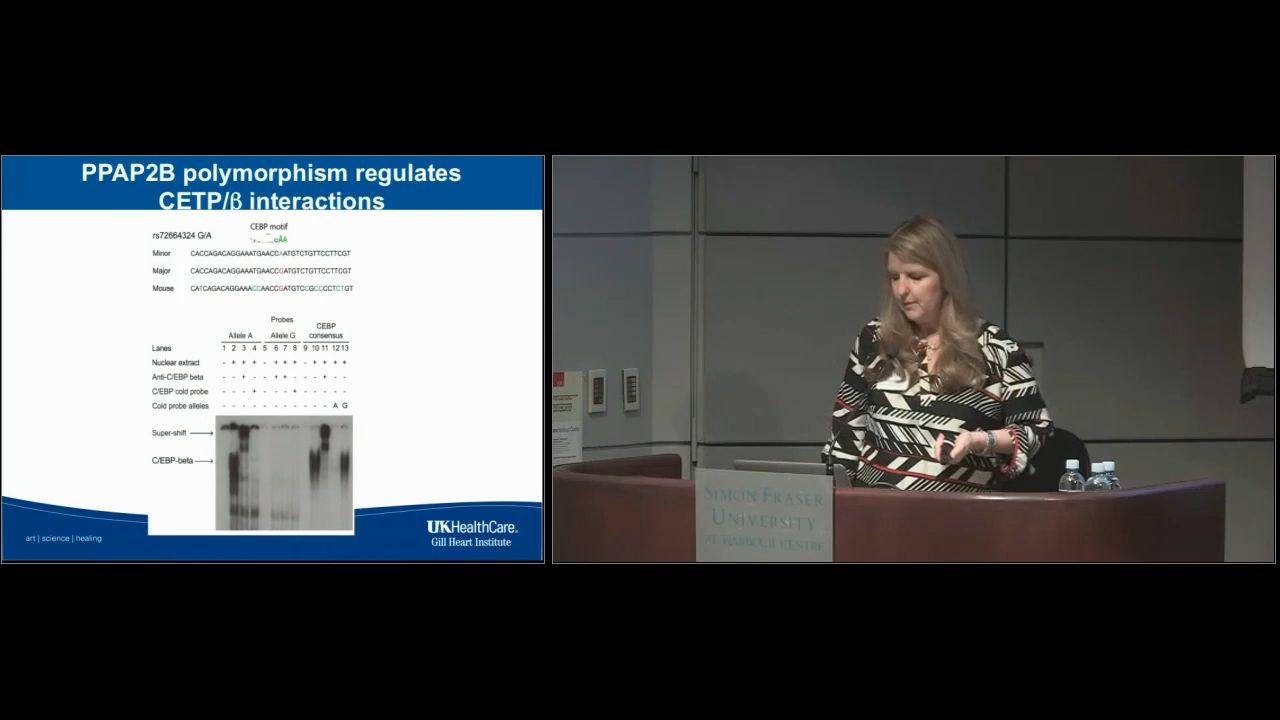 PPAP2B polymorphism regulates
CETP/β interactions
CEBP motif
rs72664324 G/A
Minor CACCAGACAGGAAATGAACCAATGTCTGTTCCTTCGT
Major CACCAGACAGGAAATGAACCGATGTCTGTTCCTTCGT
Mouse CATCAGACAGGAAACCAACCGATGTCCGCCCCTCTGT
Probes
Allele A Allele G CEBP
consensus
Lanes 1 2 3 4 5 6 7 8 9 10 11 12 13
Nuclear extract - + + + - + + + - + + + +
Anti-C/EBP beta - - + - - + + - - - + - -
C/EBP cold probe - - - + - - - + - - - - -
Cold probe alleles - - - - - - - - - - - A G
Super-shift
C/EBP-beta
art | science | healing
UKHealthCare.
Gill Heart Institute
SIMON FRASER
UNIVERSITY
AT HARBOUR CENTRE